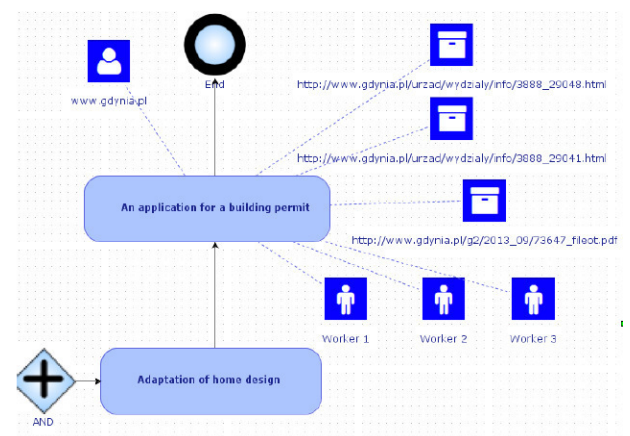 End
www.gdynia.pl
http://www.gdynia.pl/urzad/wydzialy/info/3888_29048.html
http://www.gdynia.pl/urzad/wydzialy/info/3888_29041.html
An application for a building permit
http://www.gdynia.pl/g2/2013_09/73647_fileot.pdf
Worker 1
Worker 2
Worker 3
Adaptation of home design
AND